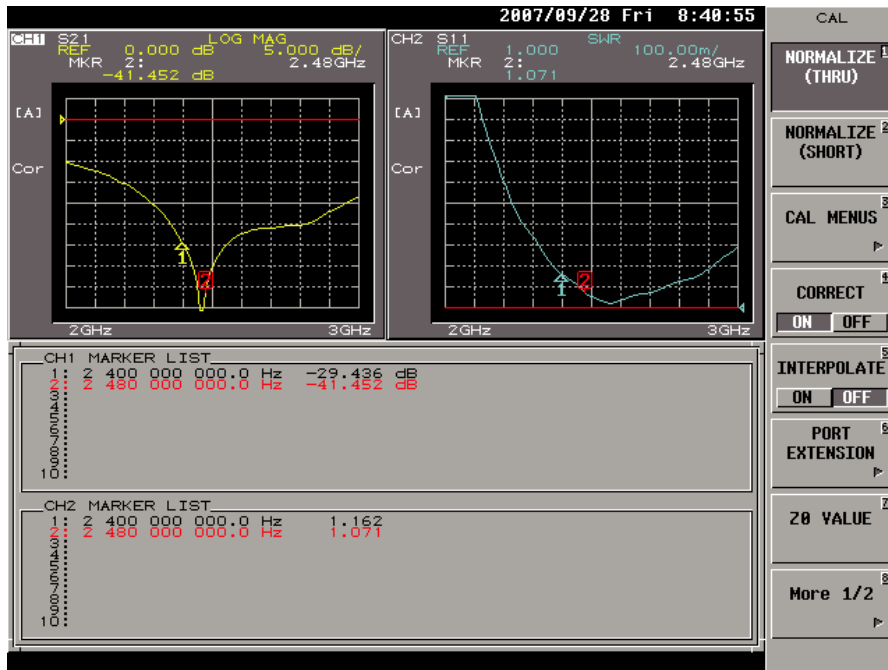 2007/09/28 Fri 8:40:55
CH1 S21 LOG MAG
REF 0.000 dB 5.000 dB/
MKR 2: 2.48GHz
-41.452 dB
[A]
Cor
1
2
2GHz 3GHz
CH2 S11 SWR
REF 1.000 100.00m/
MKR 2: 2.48GHz
1.071
[A]
Cor
1
2
2GHz 3GHz
CH1 MARKER LIST
1: 2 400 000 000.0 Hz -29.436 dB
2: 2 480 000 000.0 Hz -41.452 dB
3:
4:
5:
6:
7:
8:
9:
10:
CH2 MARKER LIST
1: 2 400 000 000.0 Hz 1.162
2: 2 480 000 000.0 Hz 1.071
3:
4:
5:
6:
7:
8:
9:
10:
CAL
NORMALIZE 1
(THRU)
NORMALIZE 2
(SHORT)
3
CAL MENUS
4
CORRECT
ON OFF
5
INTERPOLATE
ON OFF
6
PORT
EXTENSION
7
Z0 VALUE
8
More 1/2